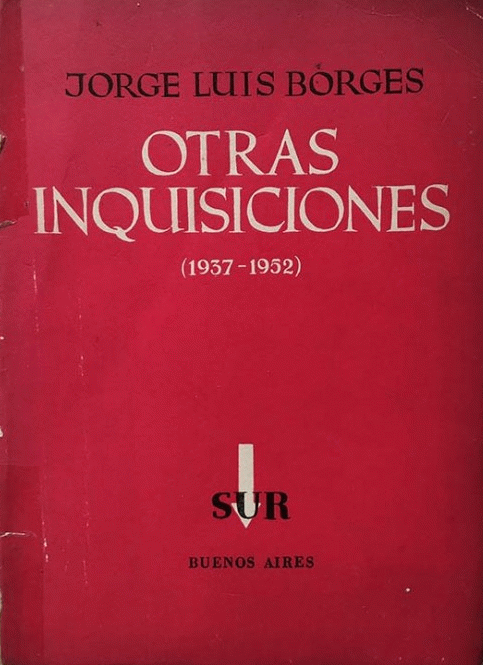 JORGE LUIS BORGES
OTRAS
INQUISICIONES
(1937-1952)
SUR
BUENOS AIRES